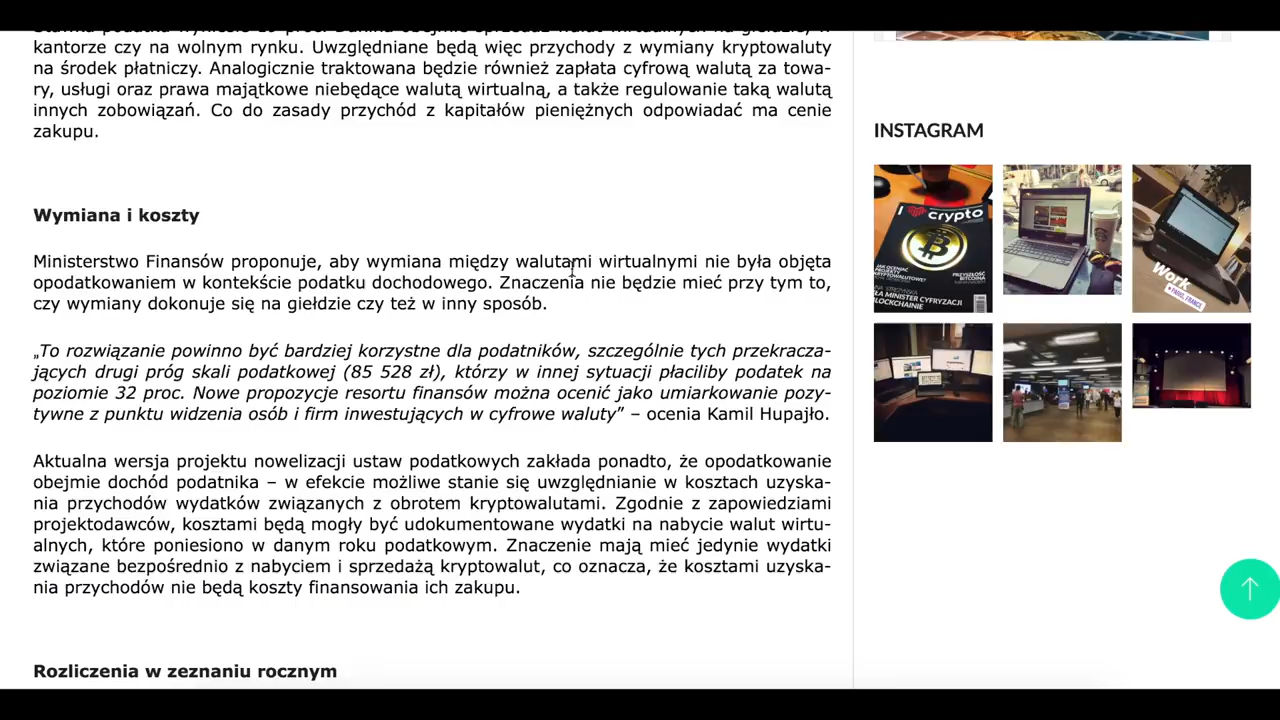 kantorze czy na wolnym rynku. Uwzględniane będą więc przychody z wymiany kryptowaluty
na środek płatniczy. Analogicznie traktowana będzie również zapłata cyfrową walutą za towa-
ry, usługi oraz prawa majątkowe niebędące walutą wirtualną, a także regulowanie taką walutą
innych zobowiązań. Co do zasady przychód z kapitałów pieniężnych odpowiadać ma cenie
zakupu.
Wymiana i koszty
Ministerstwo Finansów poponuje, aby wymiana między walutami wirtualnymi nie była objęta
opodatkowaniem w kontekście podatku dochodowego. Znaczenia nie będzie mieć przy tym to,
czy wymiany dokonuje się na giełdzie czy też w inny sposób.
„To rozwiązanie powinno być bardziej korzystne dla podatników, szczególnie tych przekracza-
jących drugi próg skali podatkowej (85 528 zł), którzy w innej sytuacji płaciliby podatek na
poziomie 32 proc. Nowe propozycje resortu finansów można ocenić jako umiarkowanie pozy-
tywne z punktu widzenia osób i firm inwestujących w cyfrowe waluty” – ocenia Kamil Hupajło.
Aktualna wersja projektu nowelizacji ustaw podatkowych zakłada ponadto, że opodatkowanie
obejmie dochód podatnika – w efekcie możliwe stanie się uwzględnianie w kosztach uzyska-
nia przychodów wydatków związanych z obrotem kryptowalutami. Zgodnie z zapowiedziami
projektodawców, kosztami będą mogły być udokumentowane wydatki na nabycie walut wirtu-
alnych, które poniesiono w danym roku podatkowym. Znaczenie mają mieć jedynie wydatki
związane bezpośrednio z nabyciem i sprzedażą kryptowalut, co oznacza, że kosztami uzyska-
nia przychodów nie będą koszty finansowania ich zakupu.
Rozliczenia w zeznaniu rocznym
INSTAGRAM
I crypto
Work